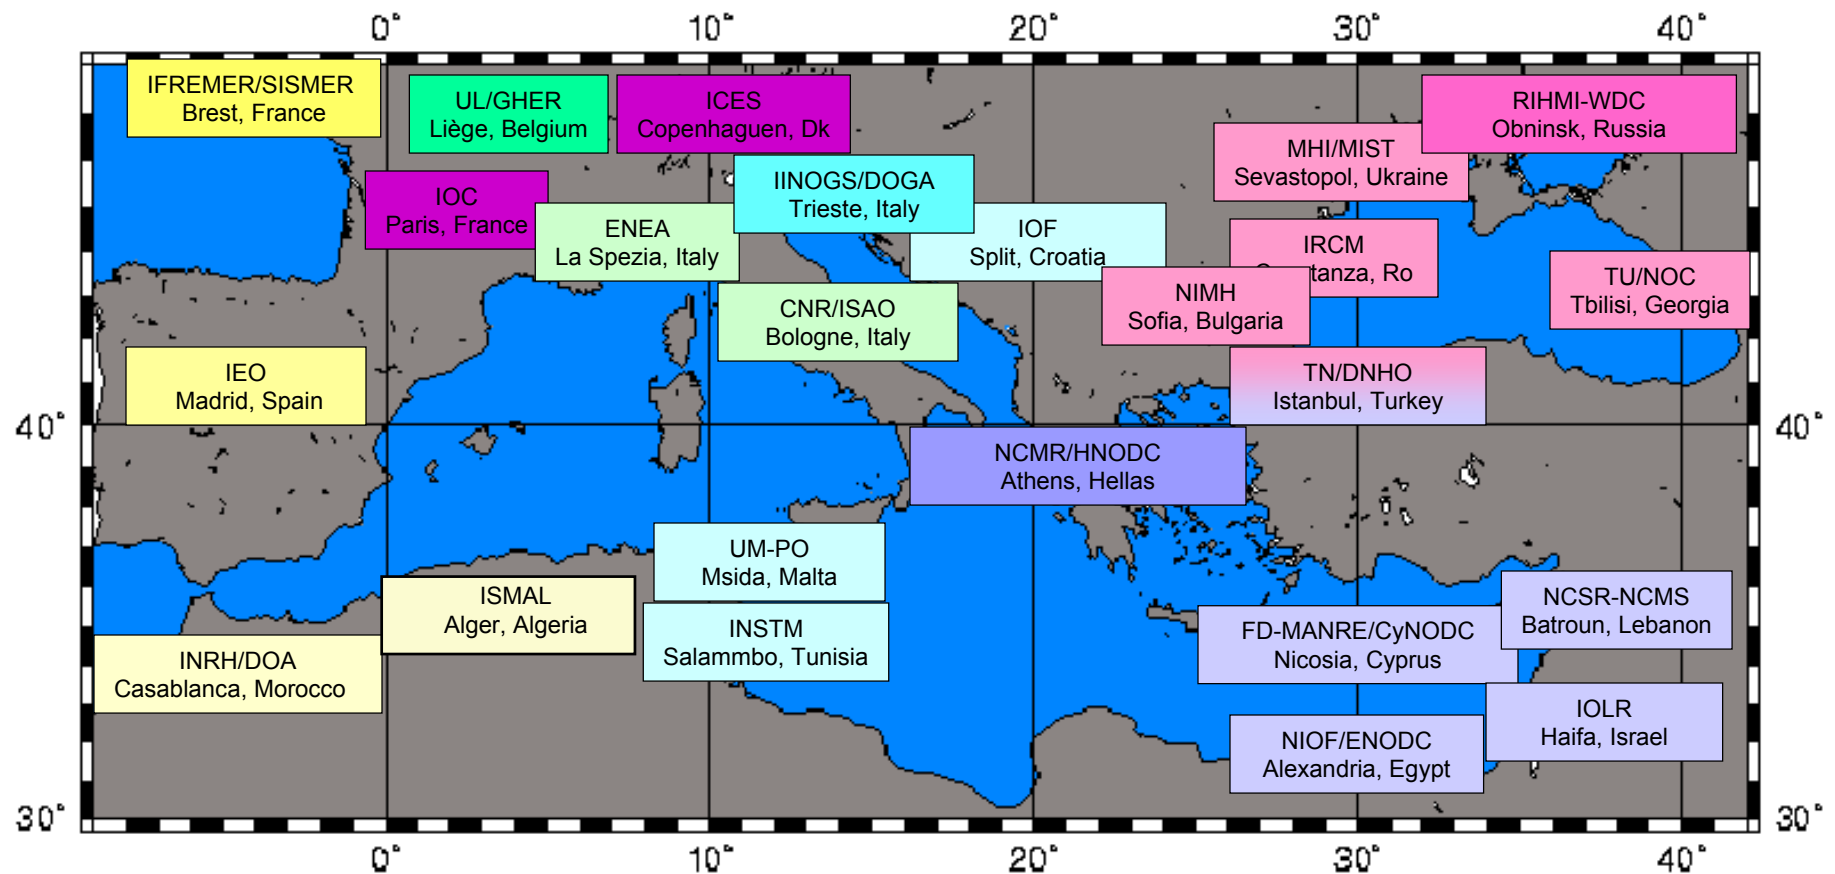 0° 10° 20° 30° 40°
IFREMER/SISMER
Brest, France
UL/GHER
Liège, Belgium
ICES
Copenhaguen, Dk
RIHMI-WDC
Obninsk, Russia
MHI/MIST
Sevastopol, Ukraine
IOC
Paris, France
IINOGS/DOGA
Trieste, Italy
ENEA
La Spezia, Italy
IOF
Split, Croatia
IRCM
tanza, Ro
TU/NOC
Tbilisi, Georgia
NIMH
Sofia, Bulgaria
CNR/ISAO
Bologne, Italy
IEO
Madrid, Spain
TN/DNHO
Istanbul, Turkey
40° 40°
NCMR/HNODC
Athens, Hellas
UM-PO
Msida, Malta
ISMAL
Alger, Algeria
NCSR-NCMS
Batroun, Lebanon
INSTM
Salammbo, Tunisia
FD-MANRE/CyNODC
Nicosia, Cyprus
INRH/DOA
Casablanca, Morocco
IOLR
Haifa, Israel
NIOF/ENODC
Alexandria, Egypt
30° 30°
0° 10° 20° 30° 40°